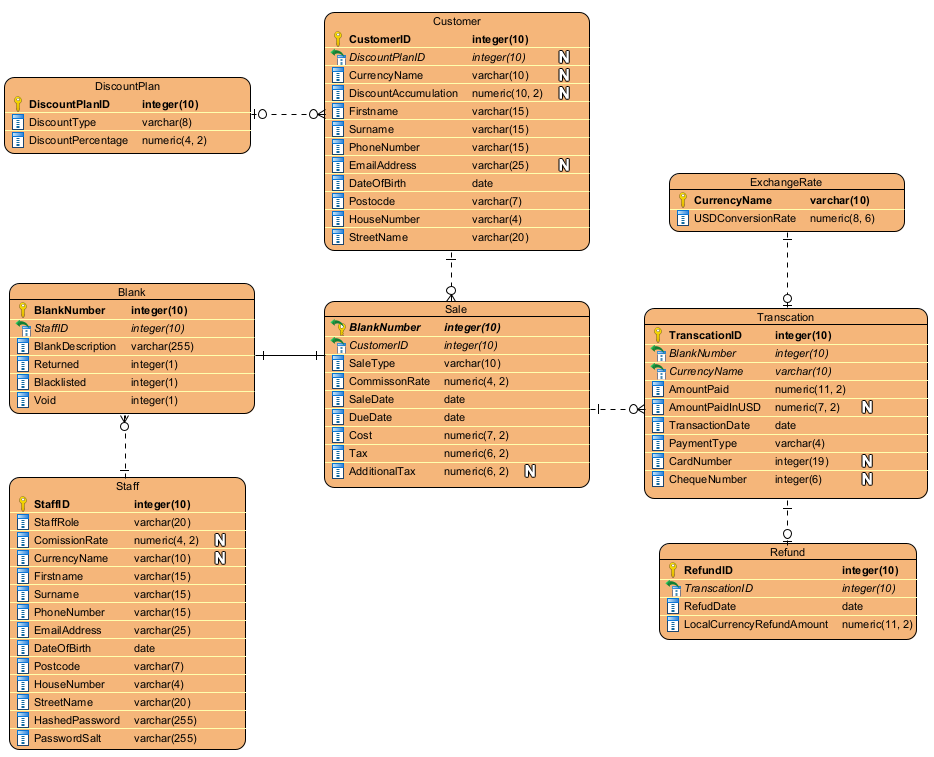 Customer
CustomerID integer(10)
DiscountPlanID integer(10) N
CurrencyName varchar(10) N
DiscountAccumulation numeric(10, 2) N
Firstname varchar(15)
Surname varchar(15)
PhoneNumber varchar(15)
EmailAddress varchar(25) N
DateOfBirth date
Postocde varchar(7)
HouseNumber varchar(4)
StreetName varchar(20)
DiscountPlan
DiscountPlanID integer(10)
DiscountType varchar(8)
DiscountPercentage numeric(4, 2)
ExchangeRate
CurrencyName varchar(10)
USDConversionRate numeric(8, 6)
Blank
BlankNumber integer(10)
StaffID integer(10)
BlankDescription varchar(255)
Returned integer(1)
Blacklisted integer(1)
Void integer(1)
Sale
BlankNumber integer(10)
CustomerID integer(10)
SaleType varchar(10)
CommissonRate numeric(4, 2)
SaleDate date
DueDate date
Cost numeric(7, 2)
Tax numeric(6, 2)
AdditionalTax numeric(6, 2) N
Transcation
TranscationID integer(10)
BlankNumber integer(10)
CurrencyName varchar(10)
AmountPaid numeric(11, 2)
AmountPaidInUSD numeric(7, 2) N
TransactionDate date
PaymentType varchar(4)
CardNumber integer(19) N
ChequeNumber integer(6) N
Staff
StaffID integer(10)
StaffRole varchar(20)
ComissionRate numeric(4, 2) N
CurrencyName varchar(10) N
Firstname varchar(15)
Surname varchar(15)
PhoneNumber varchar(15)
EmailAddress varchar(25)
DateOfBirth date
Postcode varchar(7)
HouseNumber varchar(4)
StreetName varchar(20)
HashedPassword varchar(255)
PasswordSalt varchar(255)
Refund
RefundID integer(10)
TranscationID integer(10)
RefudDate date
LocalCurrencyRefundAmount numeric(11, 2)